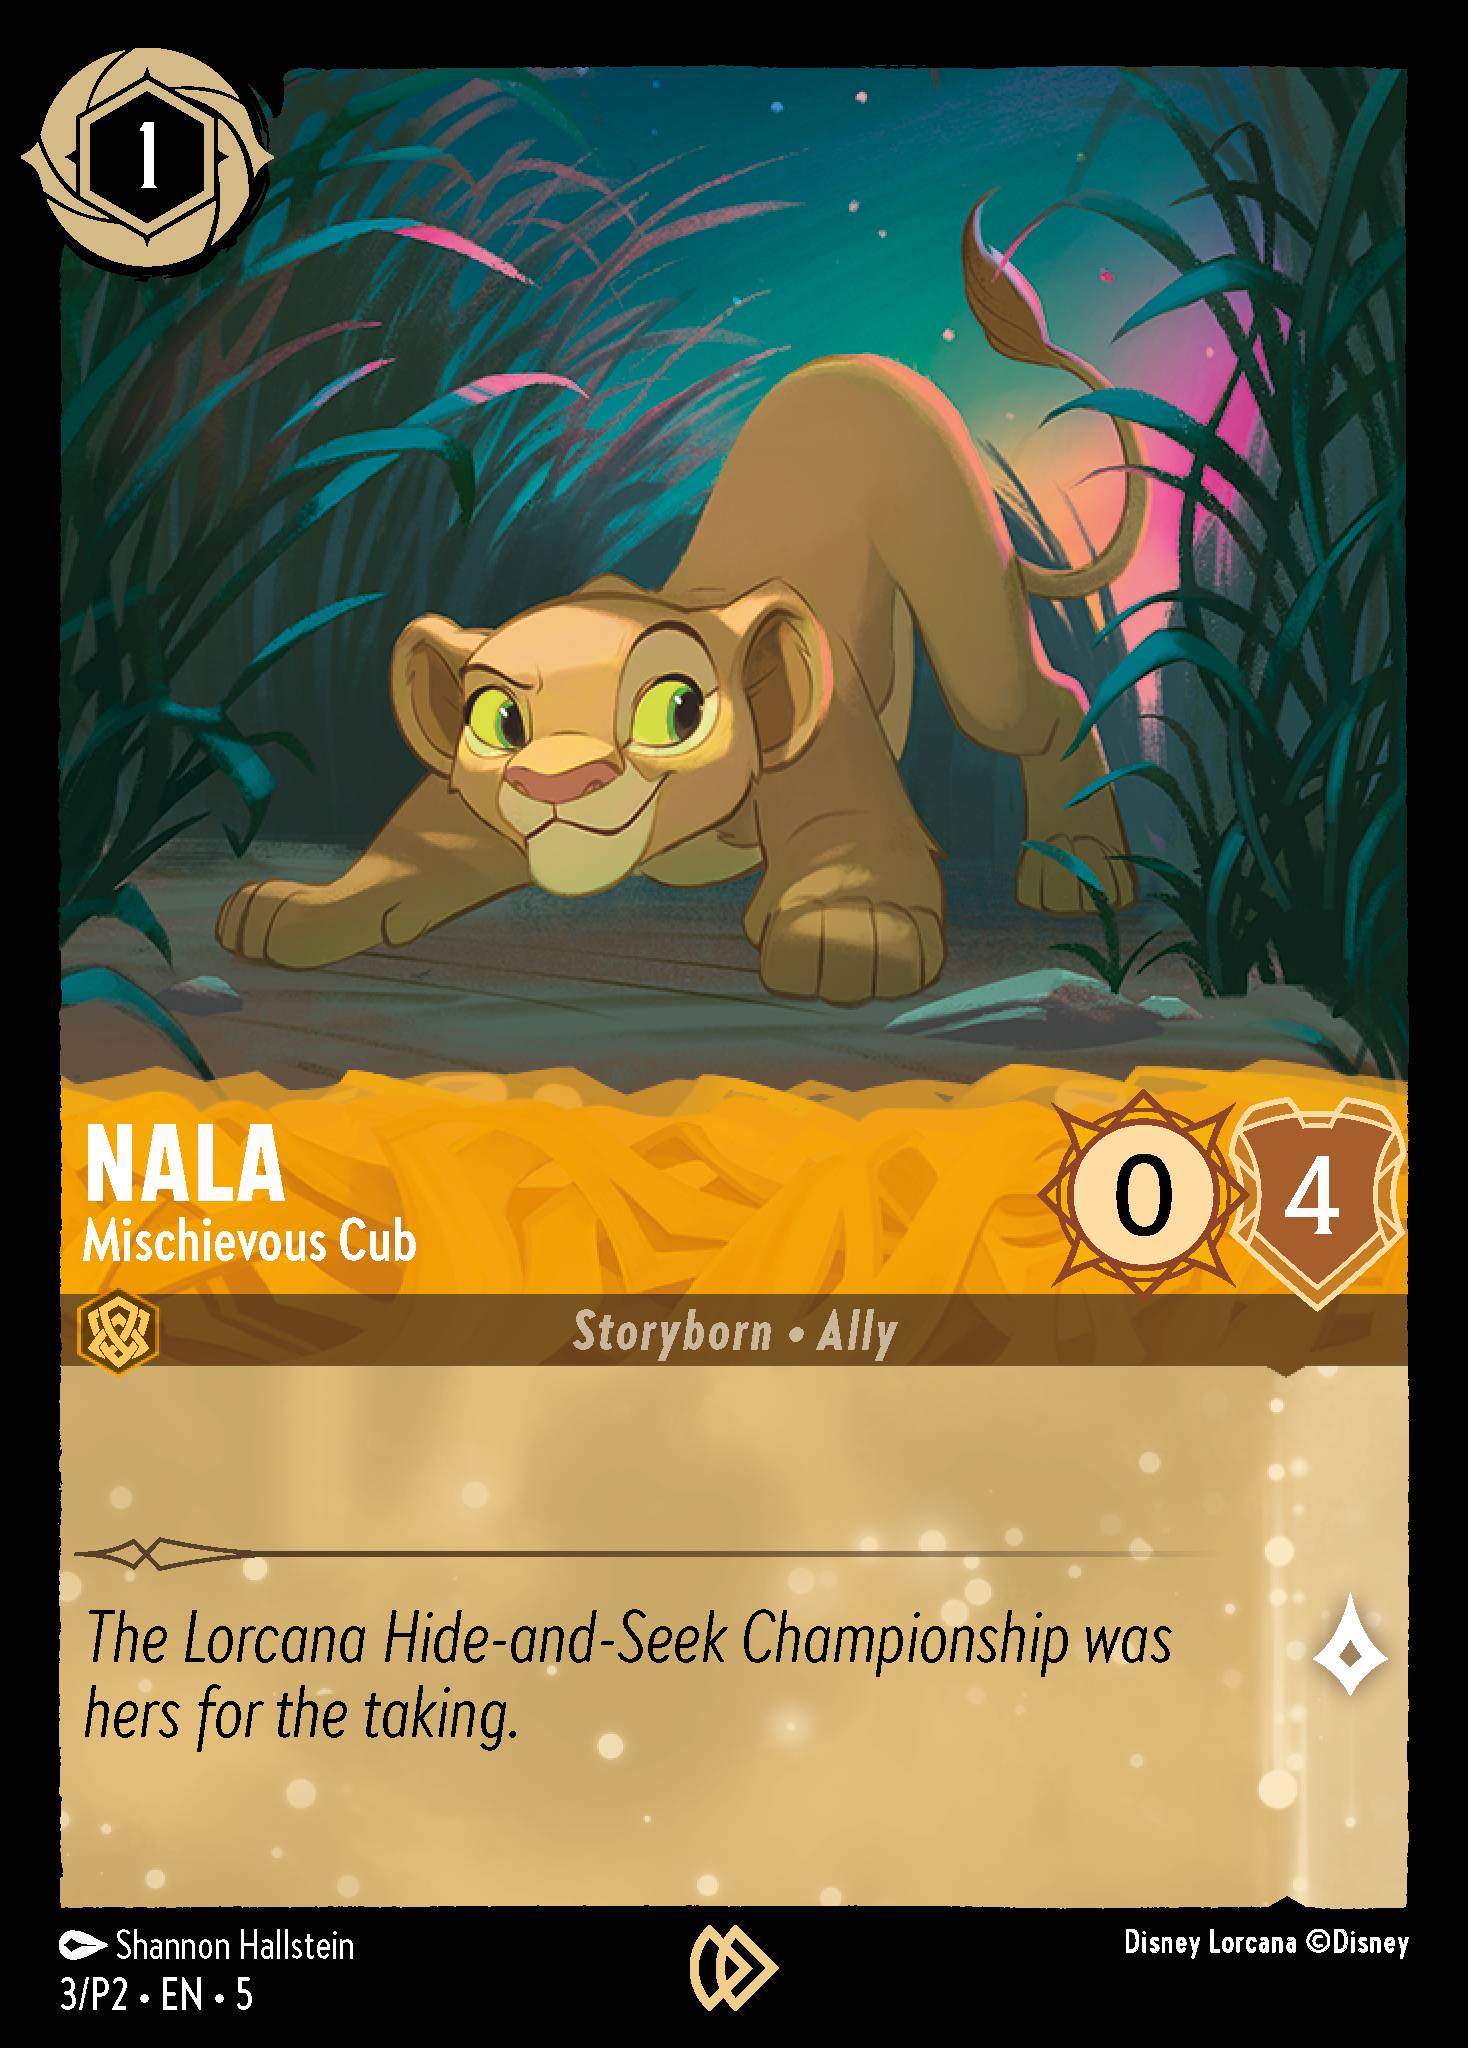 1
NALA
Mischievous Cub
0
4
Storyborn • Ally
The Lorcana Hide-and-Seek Championship was
hers for the taking.
Shannon Hallstein
Disney Lorcana ©Disney
3/P2 • EN • 5